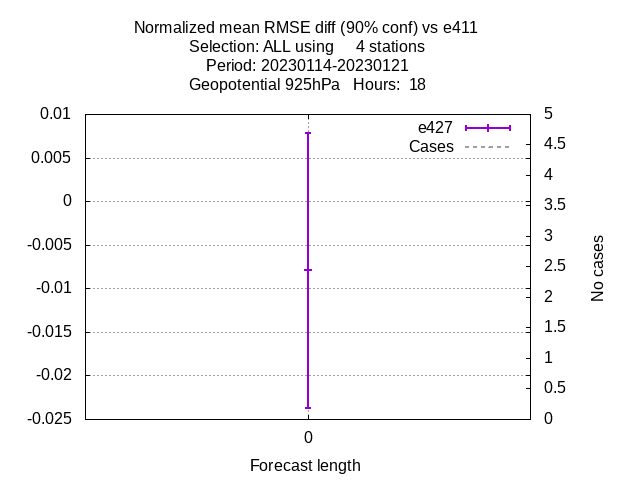 Normalized mean RMSE diff (90% conf) vs e411
Selection: ALL using     4 stations
Period: 20230114-20230121
Geopotential 925hPa   Hours:  18
0.01
0.005
0
-0.005
-0.01
-0.015
-0.02
-0.025
e427
Cases
5
4.5
4
3.5
3
2.5
2
1.5
1
0.5
0
No cases
0
Forecast length